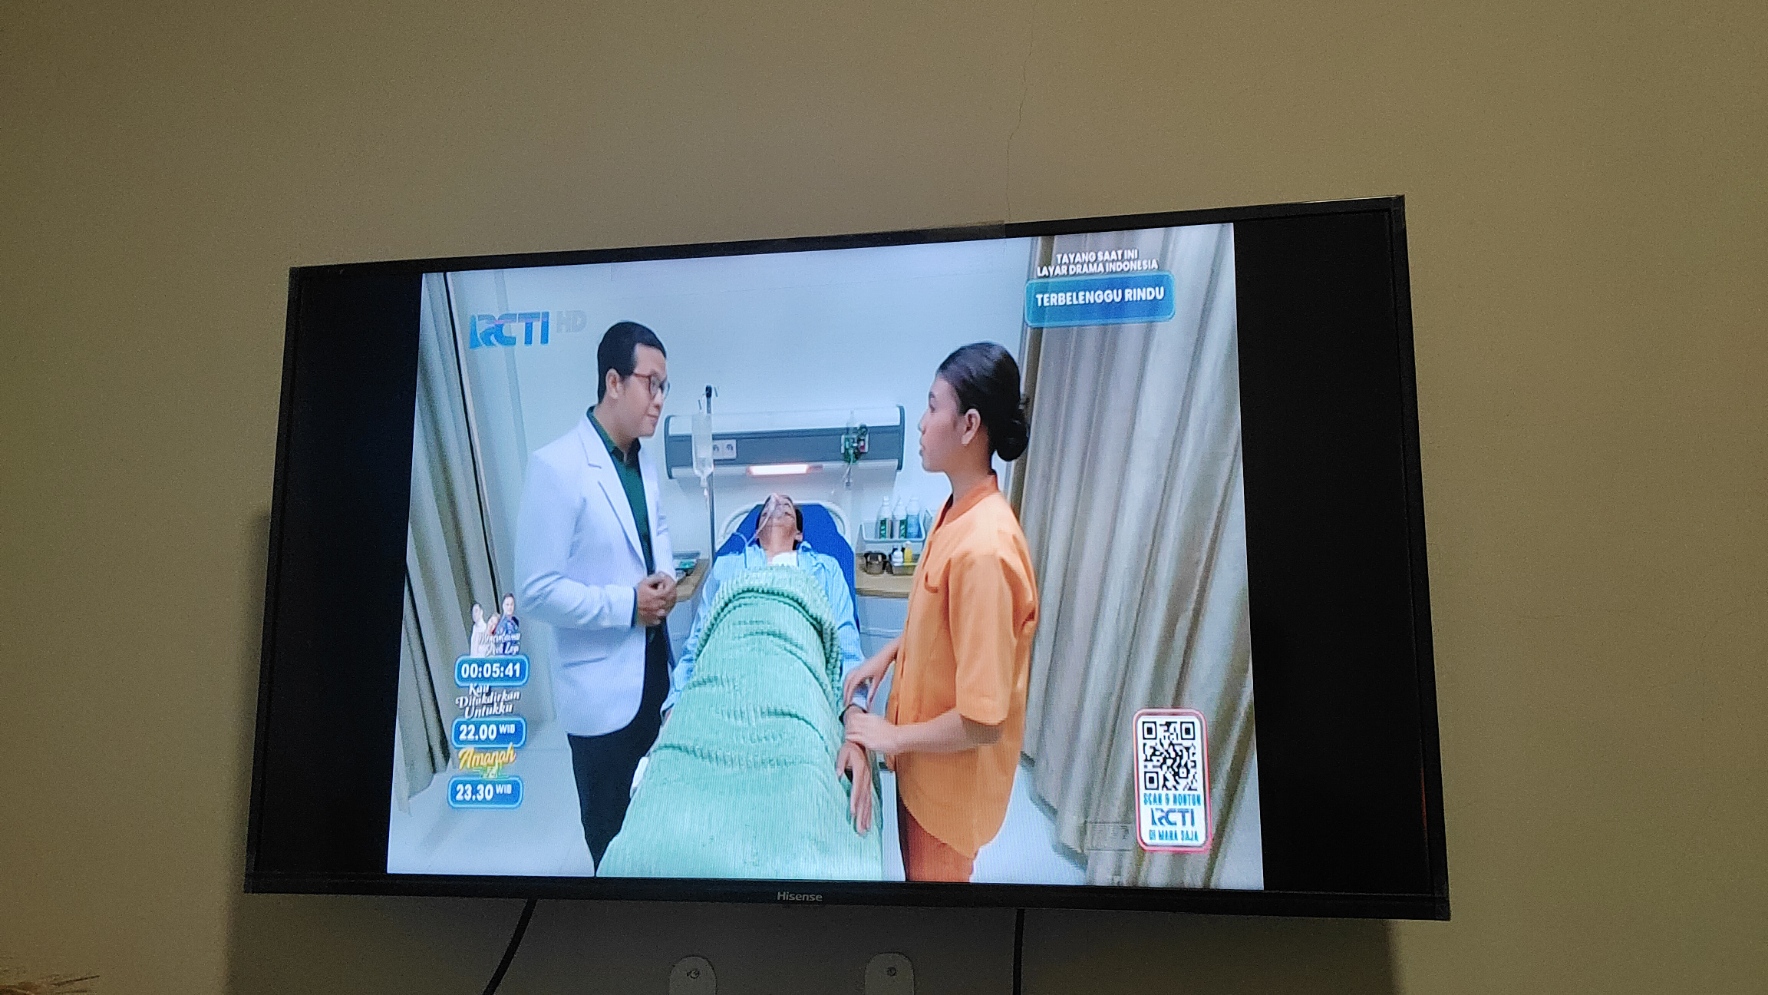 TAYANG SAAT INI
LAYAR DRAMA INDONESIA
TERBELENGGU RINDU
RCTI HD
00:05:41
Ditakdirkan
Untukku
22.00 WIB
Amanah
23.30 WIB
SCAN & NONTON
RCTI
DI MANA SAJA
Hisense